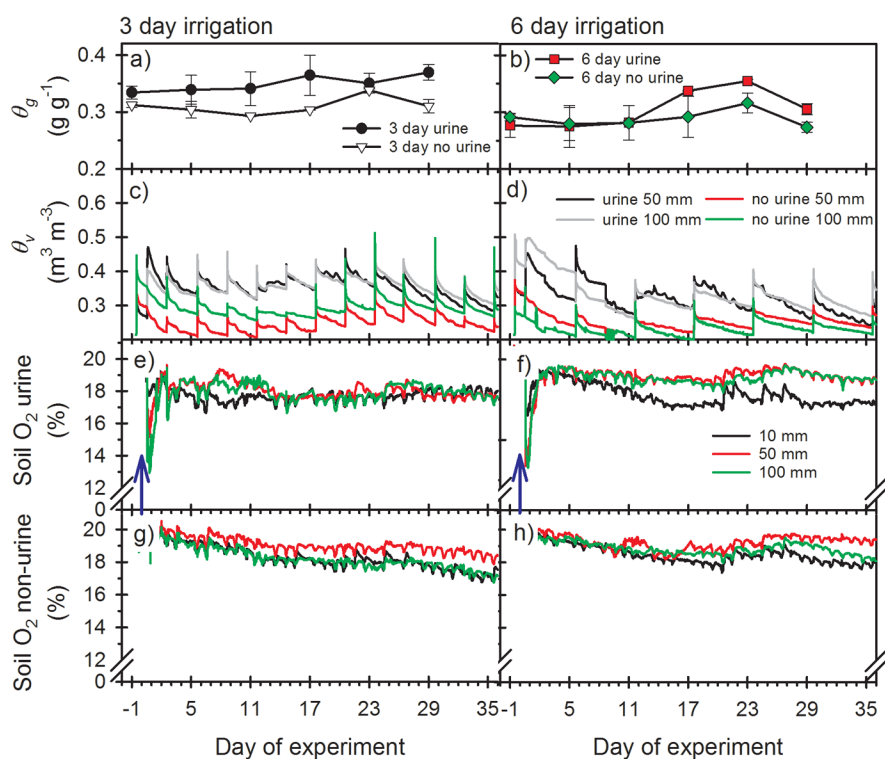 3 day irrigation
6 day irrigation
a)
θg
(g g-1)
0.4
0.3
0.2
3 day urine
3 day no urine
b)
6 day urine
6 day no urine
c)
θv
(m3 m-3)
0.6
0.5
0.4
0.3
d)
urine 50 mm
no urine 50 mm
urine 100 mm
no urine 100 mm
e)
Soil O2 urine
(%)
20
18
16
14
12
0
f)
10 mm
50 mm
100 mm
g)
Soil O2 non-urine
(%)
20
18
16
14
12
0
h)
-1 5 11 17 23 29 35
-1 5 11 17 23 29 35
Day of experiment
Day of experiment